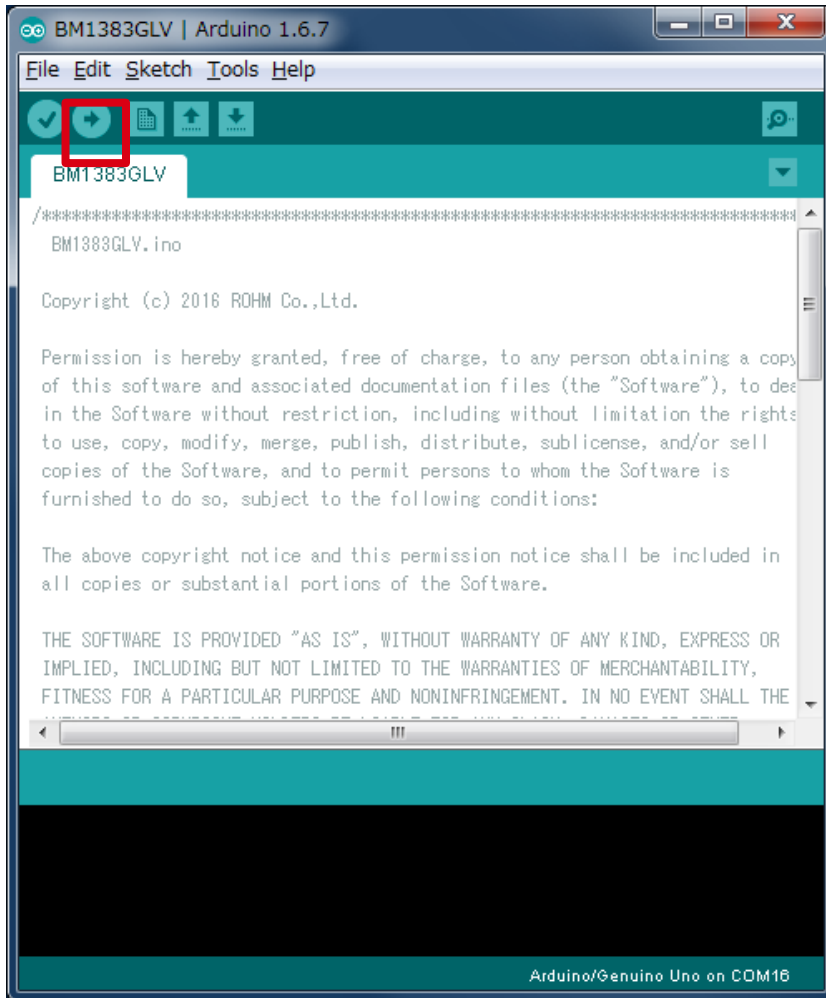 BM1383GLV | Arduino 1.6.7
File Edit Sketch Tools Help
BM1383GLV
/****************************************************************************
BM1383GLV.ino
Copyright (c) 2016 ROHM Co.,Ltd.
Permission is hereby granted, free of charge, to any person obtaining a copy
of this software and associated documentation files (the "Software"), to dea
in the Software without restriction, including without limitation the rights
to use, copy, modify, merge, publish, distribute, sublicense, and/or sell
copies of the Software, and to permit persons to whom the Software is
furnished to do so, subject to the following conditions:
The above copyright notice and this permission notice shall be included in
all copies or substantial portions of the Software.
THE SOFTWARE IS PROVIDED "AS IS", WITHOUT WARRANTY OF ANY KIND, EXPRESS OR
IMPLIED, INCLUDING BUT NOT LIMITED TO THE WARRANTIES OF MERCHANTABILITY,
FITNESS FOR A PARTICULAR PURPOSE AND NONINFRINGEMENT. IN NO EVENT SHALL THE
Arduino/Genuino Uno on COM16